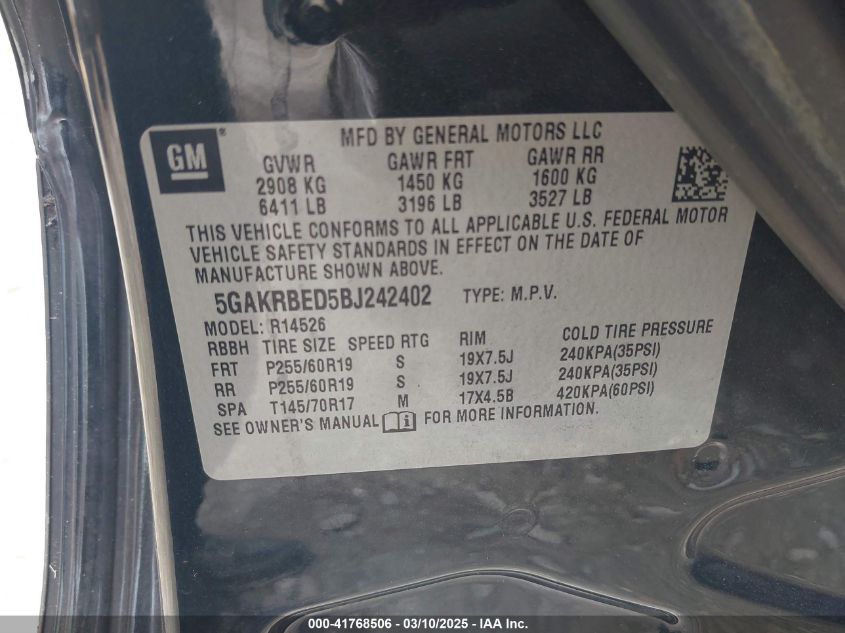 GM®
MFD BY GENERAL MOTORS LLC
GVWR GAWR FRT GAWR RR
2908 KG 1450 KG 1600 KG
6411 LB 3196 LB 3527 LB
THIS VEHICLE CONFORMS TO ALL APPLICABLE U.S. FEDERAL MOTOR
VEHICLE SAFETY STANDARDS IN EFFECT ON THE DATE OF
MANUFACTURE SHOWN ABOVE.
5GAKRBED5BJ242402 TYPE: M.P.V.
MODEL: R14526
RBBH TIRE SIZE SPEED RTG RIM COLD TIRE PRESSURE
FRT P255/60R19 S 19X7.5J 240KPA(35PSI)
RR P255/60R19 S 19X7.5J 240KPA(35PSI)
SPA T145/70R17 M 17X4.5B 420KPA(60PSI)
SEE OWNER'S MANUAL FOR MORE INFORMATION.
000-41768506 — 03/10/2025 — IAA Inc.